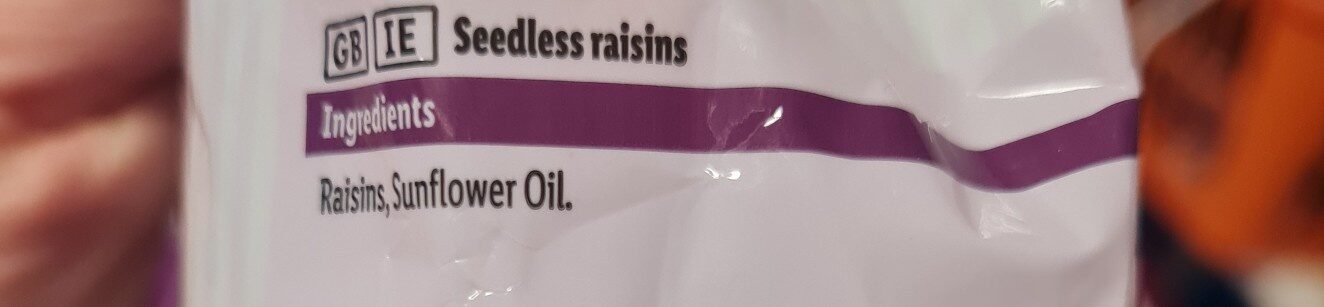 GB IE Seedless raisins
Ingredients
Raisins, Sunflower Oil.